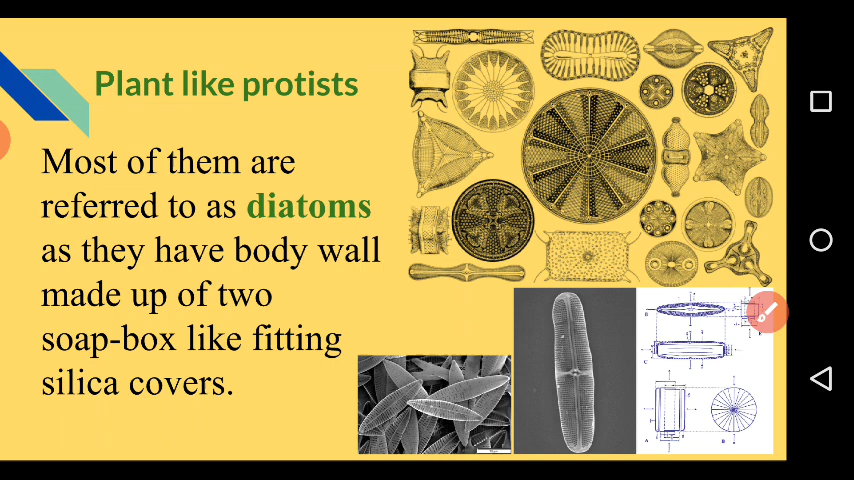 Plant like protists
Most of them are
referred to as diatoms
as they have body wall
made up of two
soap-box like fitting
silica covers.